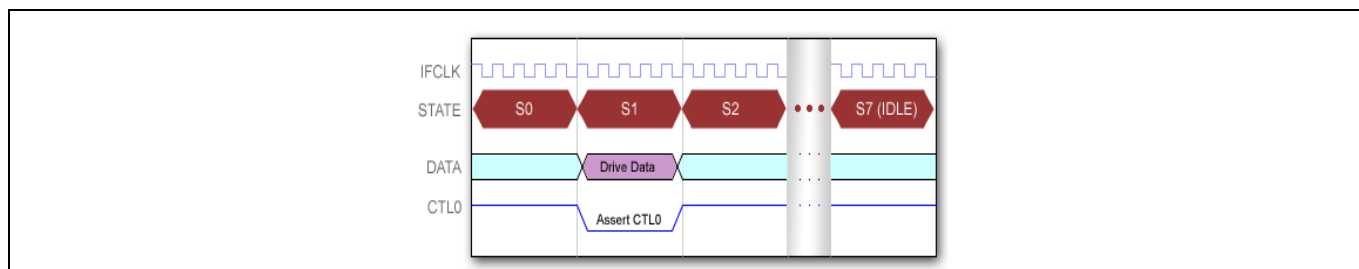 IFCLK
STATE S0 S1 S2 S7 (IDLE)
DATA Drive Data
CTL0 Assert CTL0